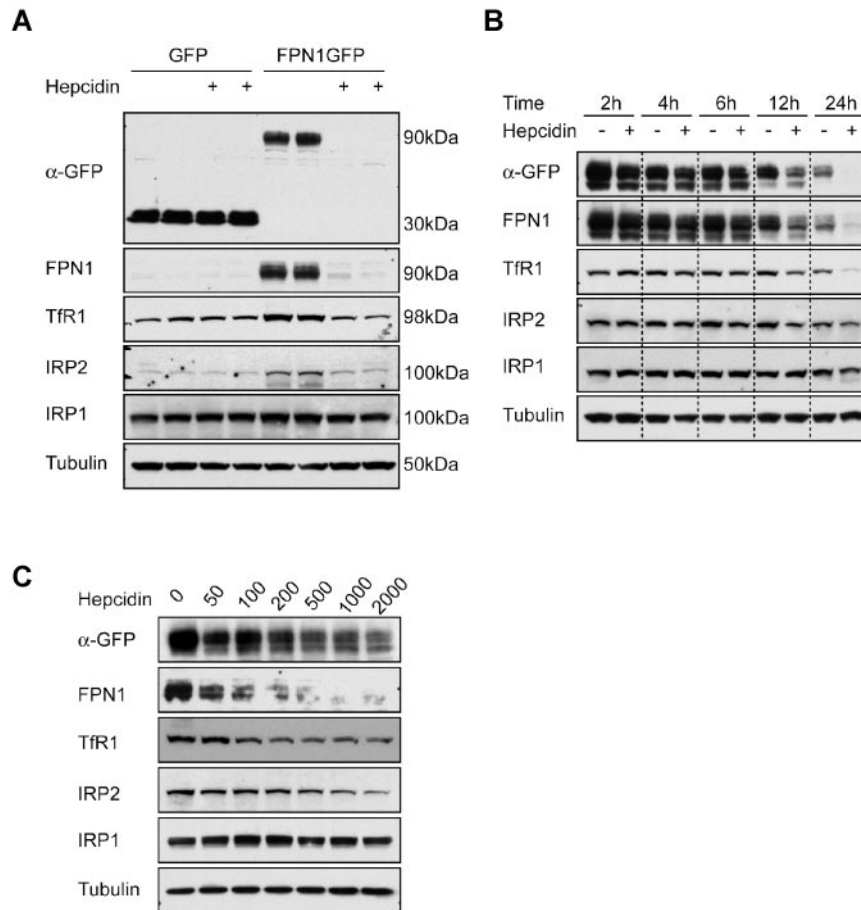 A
GFP FPN1GFP
Hepcidin + + + +
α-GFP 90kDa
30kDa
FPN1 90kDa
TfR1 98kDa
IRP2 100kDa
IRP1 100kDa
Tubulin 50kDa
B
Time 2h 4h 6h 12h 24h
Hepcidin - + - + - + - + - +
α-GFP
FPN1
TfR1
IRP2
IRP1
Tubulin
C
Hepcidin 0 50 100 200 500 1000 2000
α-GFP
FPN1
TfR1
IRP2
IRP1
Tubulin